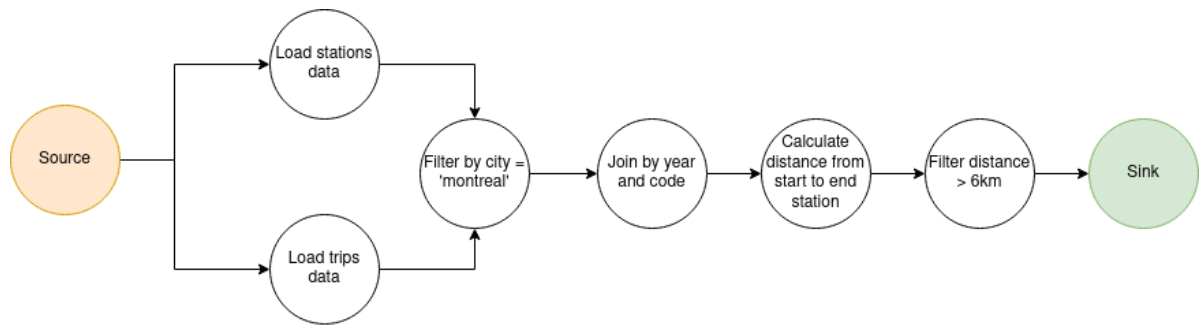 Source
Load stations
data
Load trips
data
Filter by city =
'montreal'
Join by year
and code
Calculate
distance from
start to end
station
Filter distance
> 6km
Sink